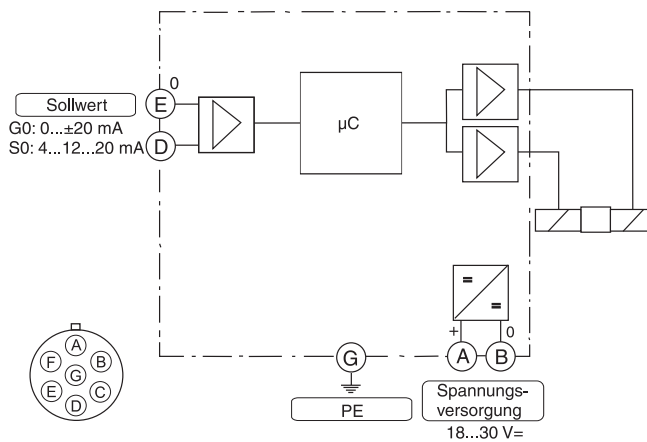 0
E
Sollwert
G0: 0...±20 mA
S0: 4...12...20 mA
D
µC
+
0
A
B
G
PE
Spannungs-
versorgung
18...30 V=
A
F
B
G
E
C
D